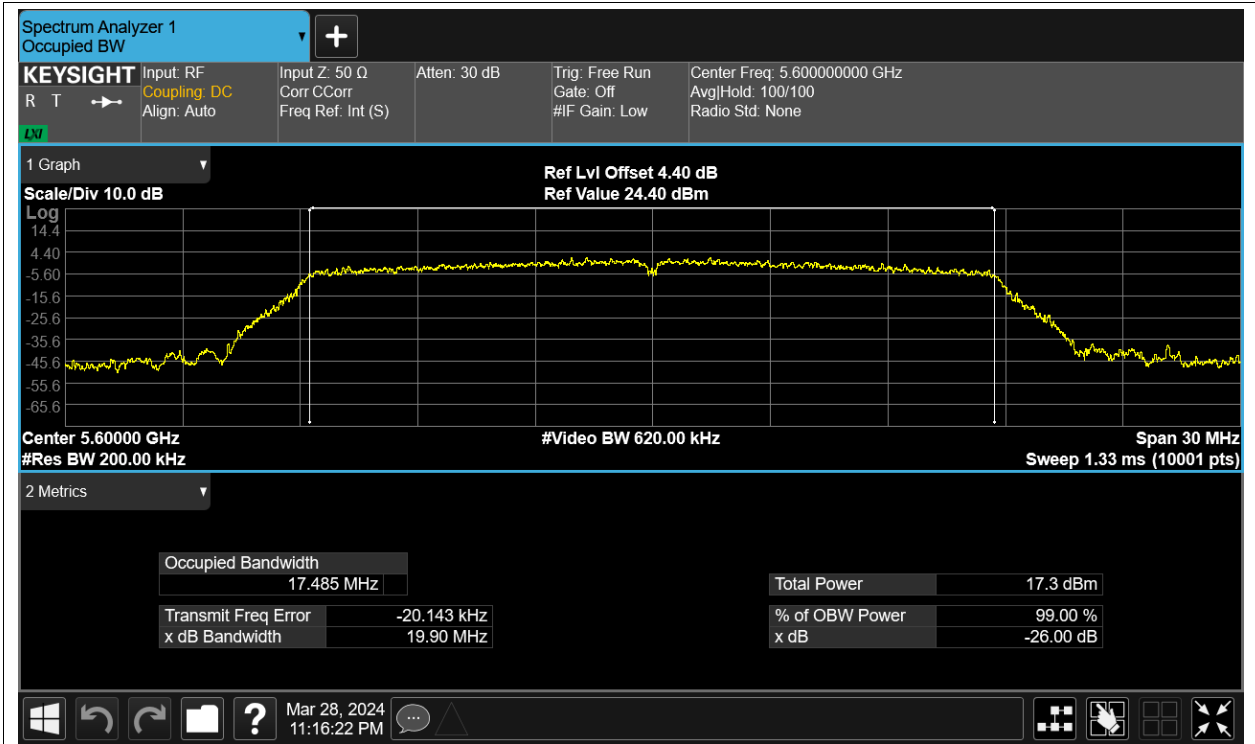 Spectrum Analyzer 1
Occupied BW
+
KEYSIGHT
R T
LXI
Input: RF
Coupling: DC
Align: Auto
Input Z: 50 Ω
Corr CCorr
Freq Ref: Int (S)
Atten: 30 dB
Trig: Free Run
Gate: Off
#IF Gain: Low
Center Freq: 5.600000000 GHz
Avg|Hold: 100/100
Radio Std: None
1 Graph
Scale/Div 10.0 dB
Ref Lvl Offset 4.40 dB
Ref Value 24.40 dBm
Log
14.4
4.40
-5.60
-15.6
-25.6
-35.6
-45.6
-55.6
-65.6
Center 5.60000 GHz
#Res BW 200.00 kHz
#Video BW 620.00 kHz
Span 30 MHz
Sweep 1.33 ms (10001 pts)
2 Metrics
Occupied Bandwidth
17.485 MHz
Transmit Freq Error -20.143 kHz
x dB Bandwidth 19.90 MHz
Total Power 17.3 dBm
% of OBW Power 99.00 %
x dB -26.00 dB
?
Mar 28, 2024
11:16:22 PM